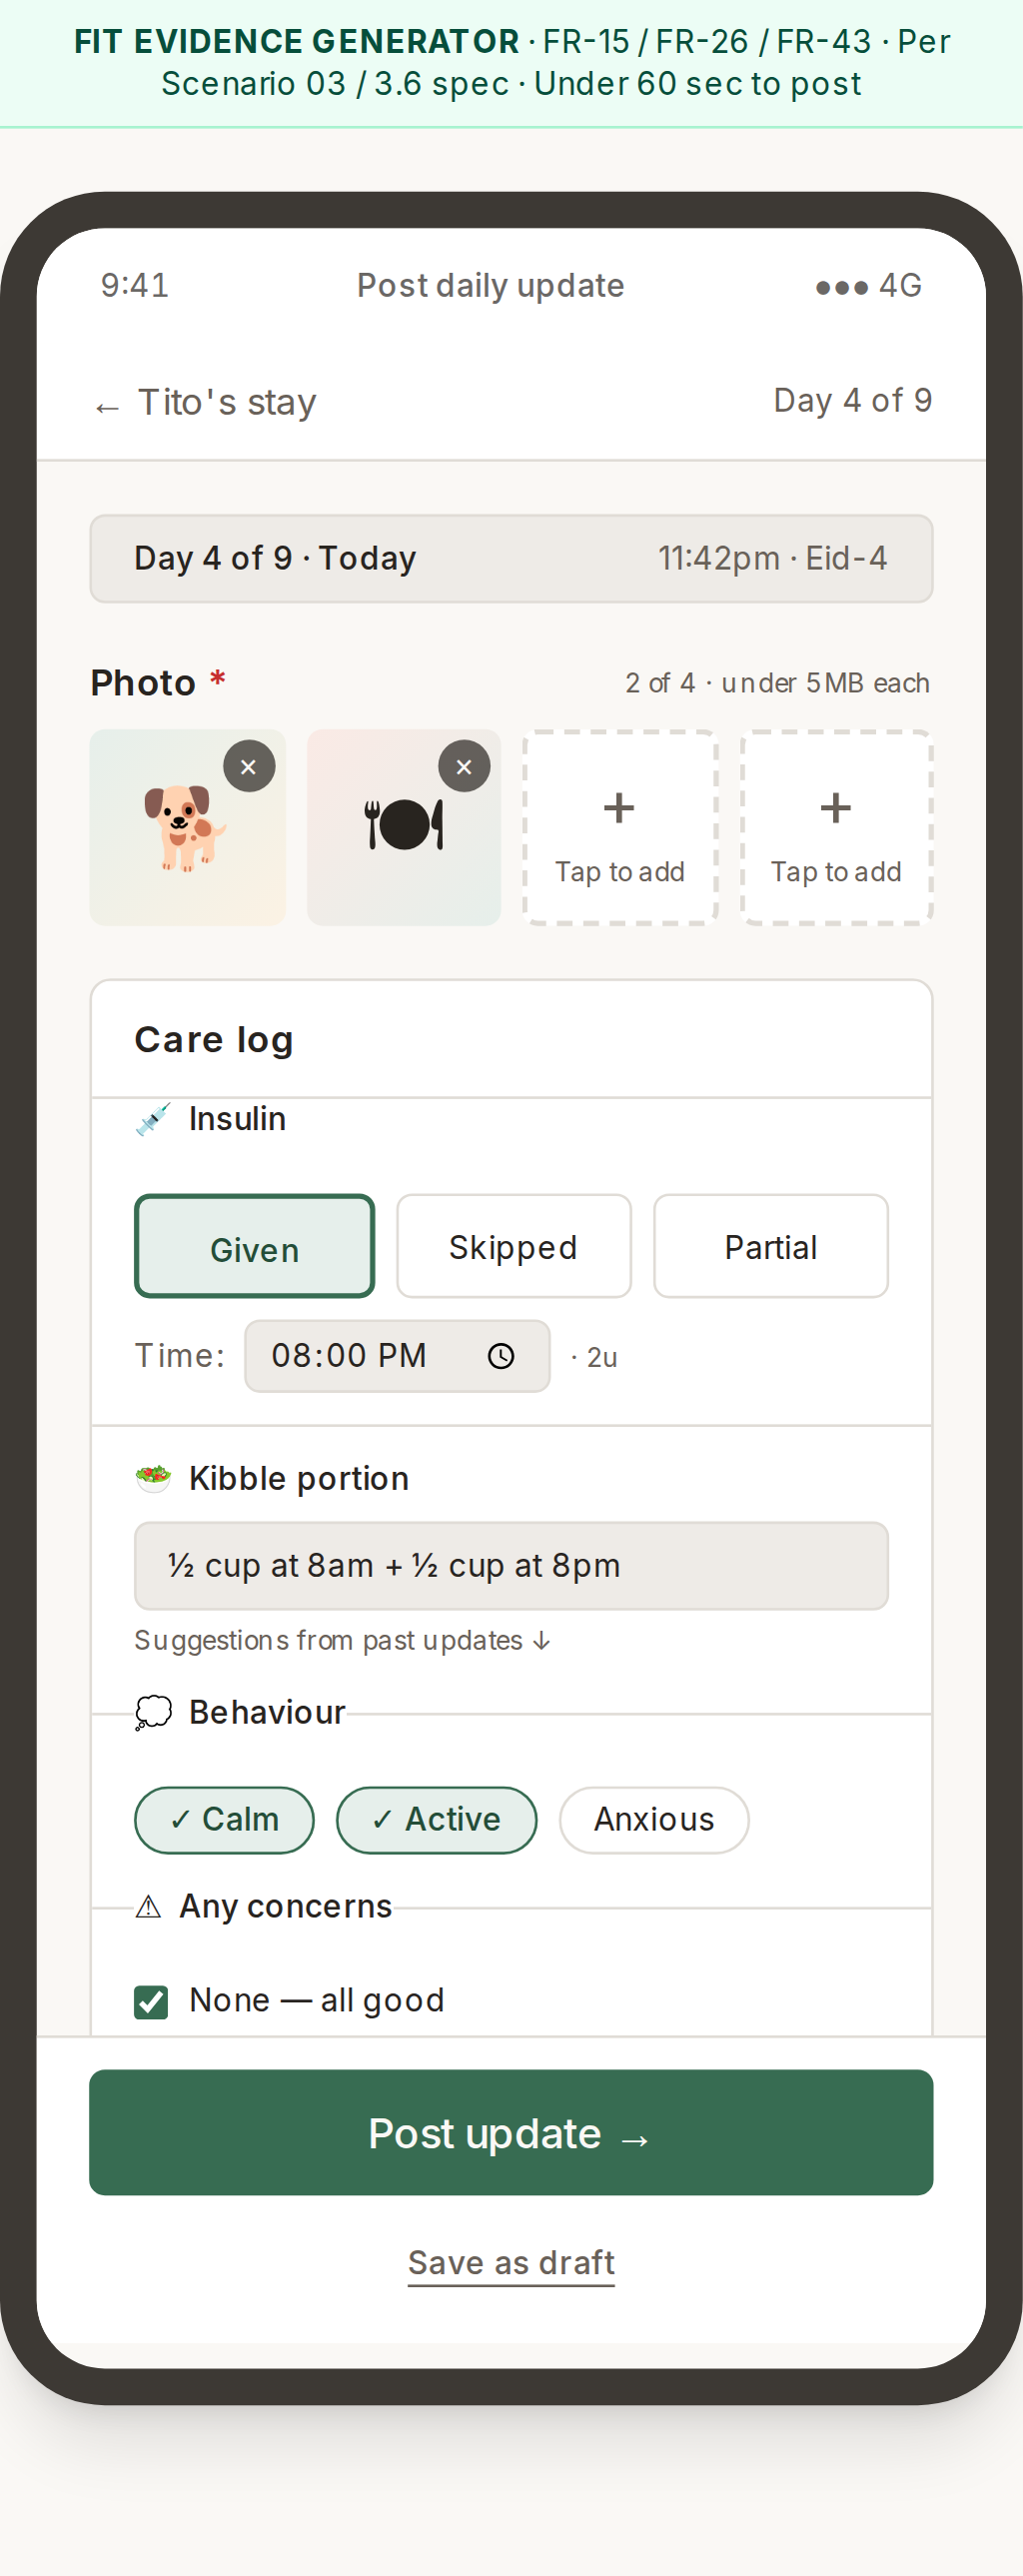 FIT EVIDENCE GENERATOR · FR-15 / FR-26 / FR-43 · Per
Scenario 03 / 3.6 spec · Under 60 sec to post
9:41 Post daily update ●●● 4G
← Tito's stay Day 4 of 9
Day 4 of 9 · Today 11:42pm · Eid-4
Photo * 2 of 4 · under 5MB each
× ×
+ +
Tap to add Tap to add
Care log
💉 Insulin
Given Skipped Partial
Time: 08:00 PM · 2u
🥗 Kibble portion
½ cup at 8am + ½ cup at 8pm
Suggestions from past updates ↓
💭 Behaviour
✓ Calm ✓ Active Anxious
⚠ Any concerns
None — all good
Post update →
Save as draft